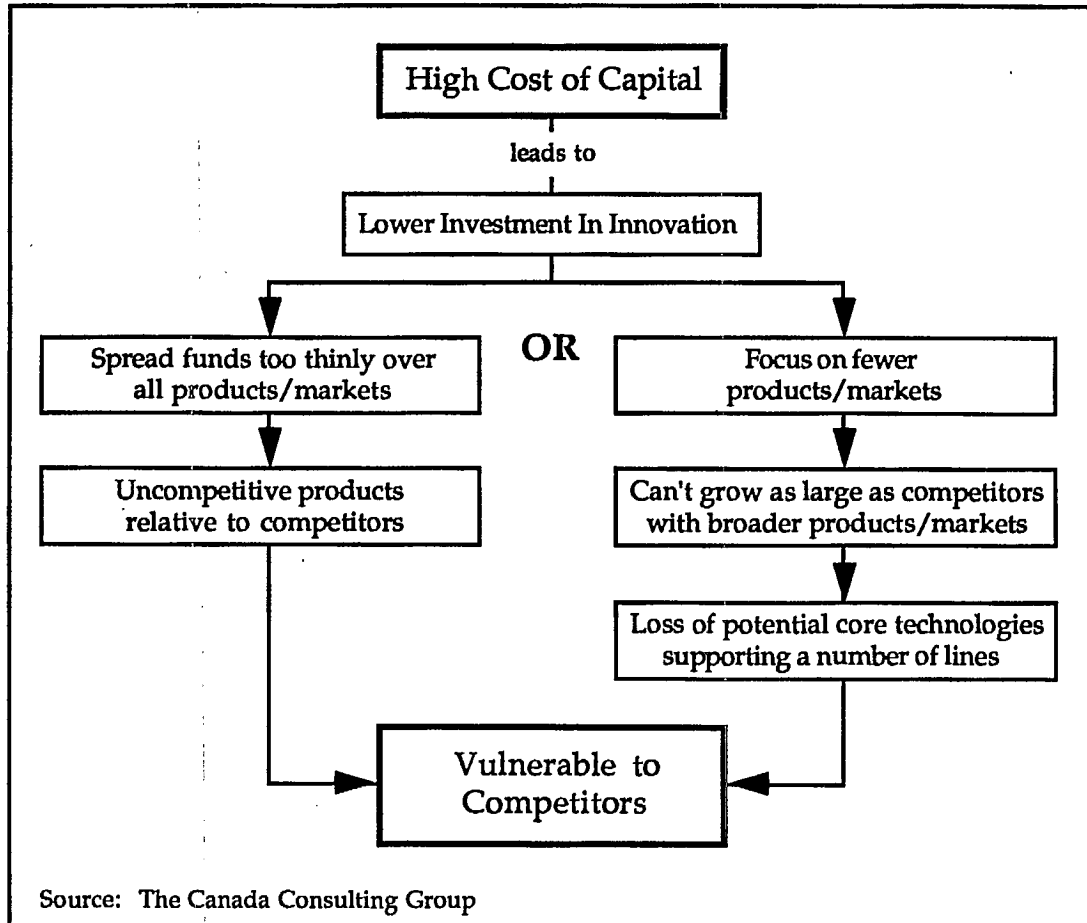 High Cost of Capital
leads to
Lower Investment In Innovation
Spread funds too thinly over
all products/markets
OR
Focus on fewer
products/markets
Uncompetitive products
relative to competitors
Can't grow as large as competitors
with broader products/markets
Loss of potential core technologies
supporting a number of lines
Vulnerable to
Competitors
Source: The Canada Consulting Group